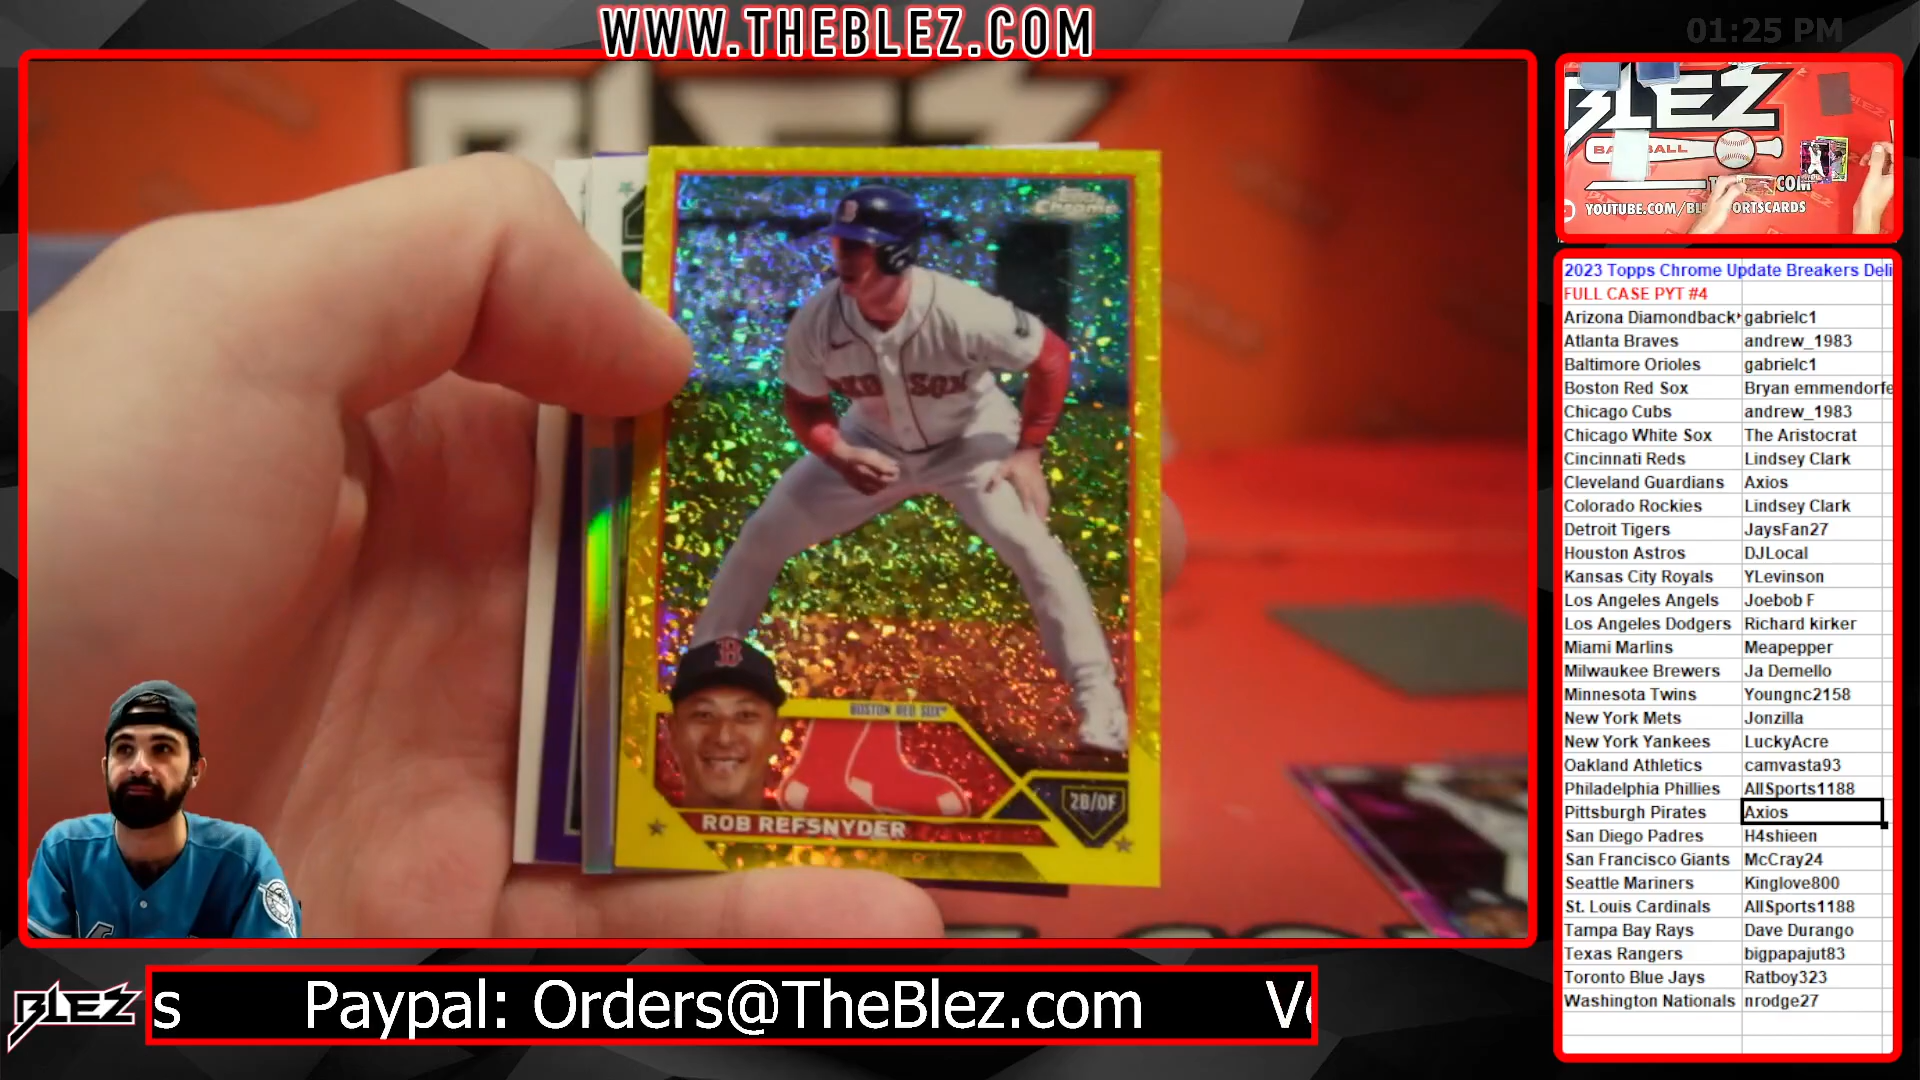 WWW.THEBLEZ.COM
01:25 PM
BLEZ
Topps
Chrome
RED SOX
B
BOSTON RED SOX
2B/OF
ROB REFSNYDER
BLEZ
YOUTUBE.COM/BL ORTSCARDS
2023 Topps Chrome Update Breakers Deli
FULL CASE PYT #4
Arizona Diamondback gabrielc1
Atlanta Braves andrew_1983
Baltimore Orioles gabrielc1
Boston Red Sox Bryan emmendorfe
Chicago Cubs andrew_1983
Chicago White Sox The Aristocrat
Cincinnati Reds Lindsey Clark
Cleveland Guardians Axios
Colorado Rockies Lindsey Clark
Detroit Tigers JaysFan27
Houston Astros DJLocal
Kansas City Royals YLevinson
Los Angeles Angels Joebob F
Los Angeles Dodgers Richard kirker
Miami Marlins Meapepper
Milwaukee Brewers Ja Demello
Minnesota Twins Youngnc2158
New York Mets Jonzilla
New York Yankees LuckyAcre
Oakland Athletics camvasta93
Philadelphia Phillies AllSports1188
Pittsburgh Pirates Axios
San Diego Padres H4shieen
San Francisco Giants McCray24
Seattle Mariners Kinglove800
St. Louis Cardinals AllSports1188
Tampa Bay Rays Dave Durango
Texas Rangers bigpapajut83
Toronto Blue Jays Ratboy323
Washington Nationals nrodge27
BLEZ
s Paypal: Orders@TheBlez.com Ve